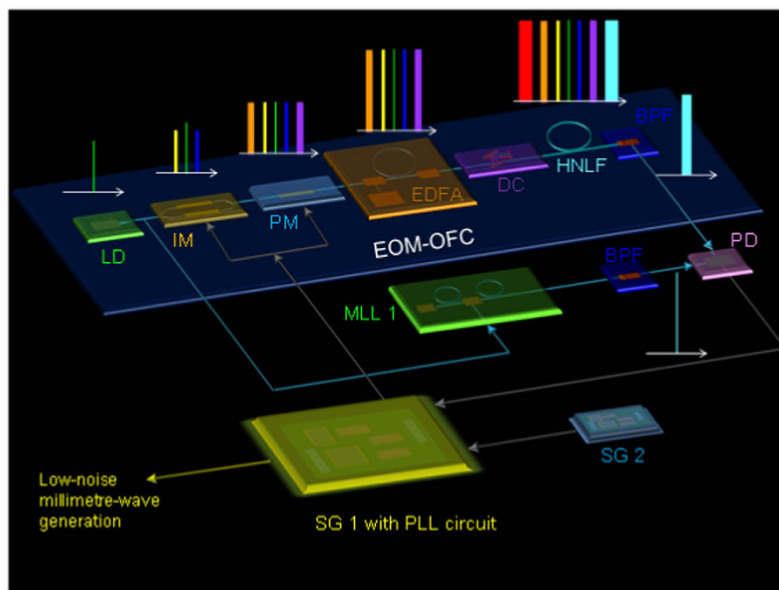 BPF
HNLF
DC
EDFA
PM
IM
LD
EOM-OFC
PD
BPF
MLL 1
SG 2
Low-noise
millimetre-wave
generation
SG 1 with PLL circuit